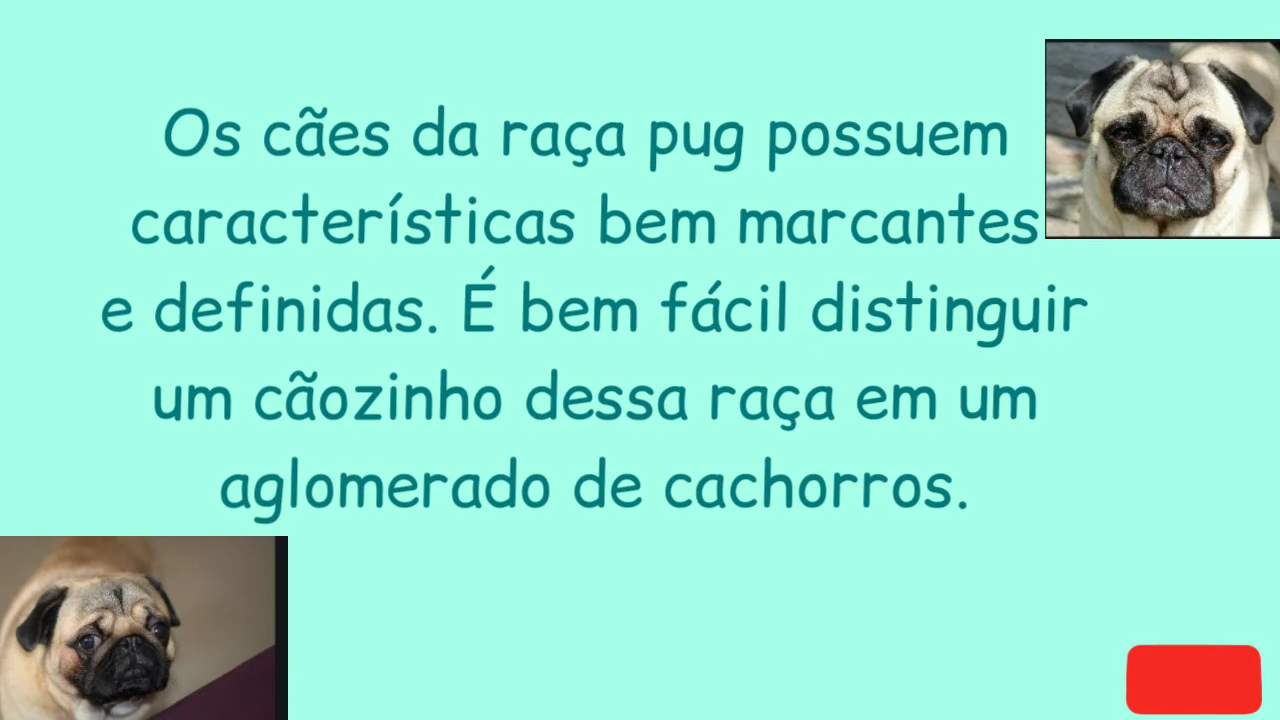 Os cães da raça pug possuem
características bem marcantes
e definidas. É bem fácil distinguir
um cãozinho dessa raça em um
aglomerado de cachorros.